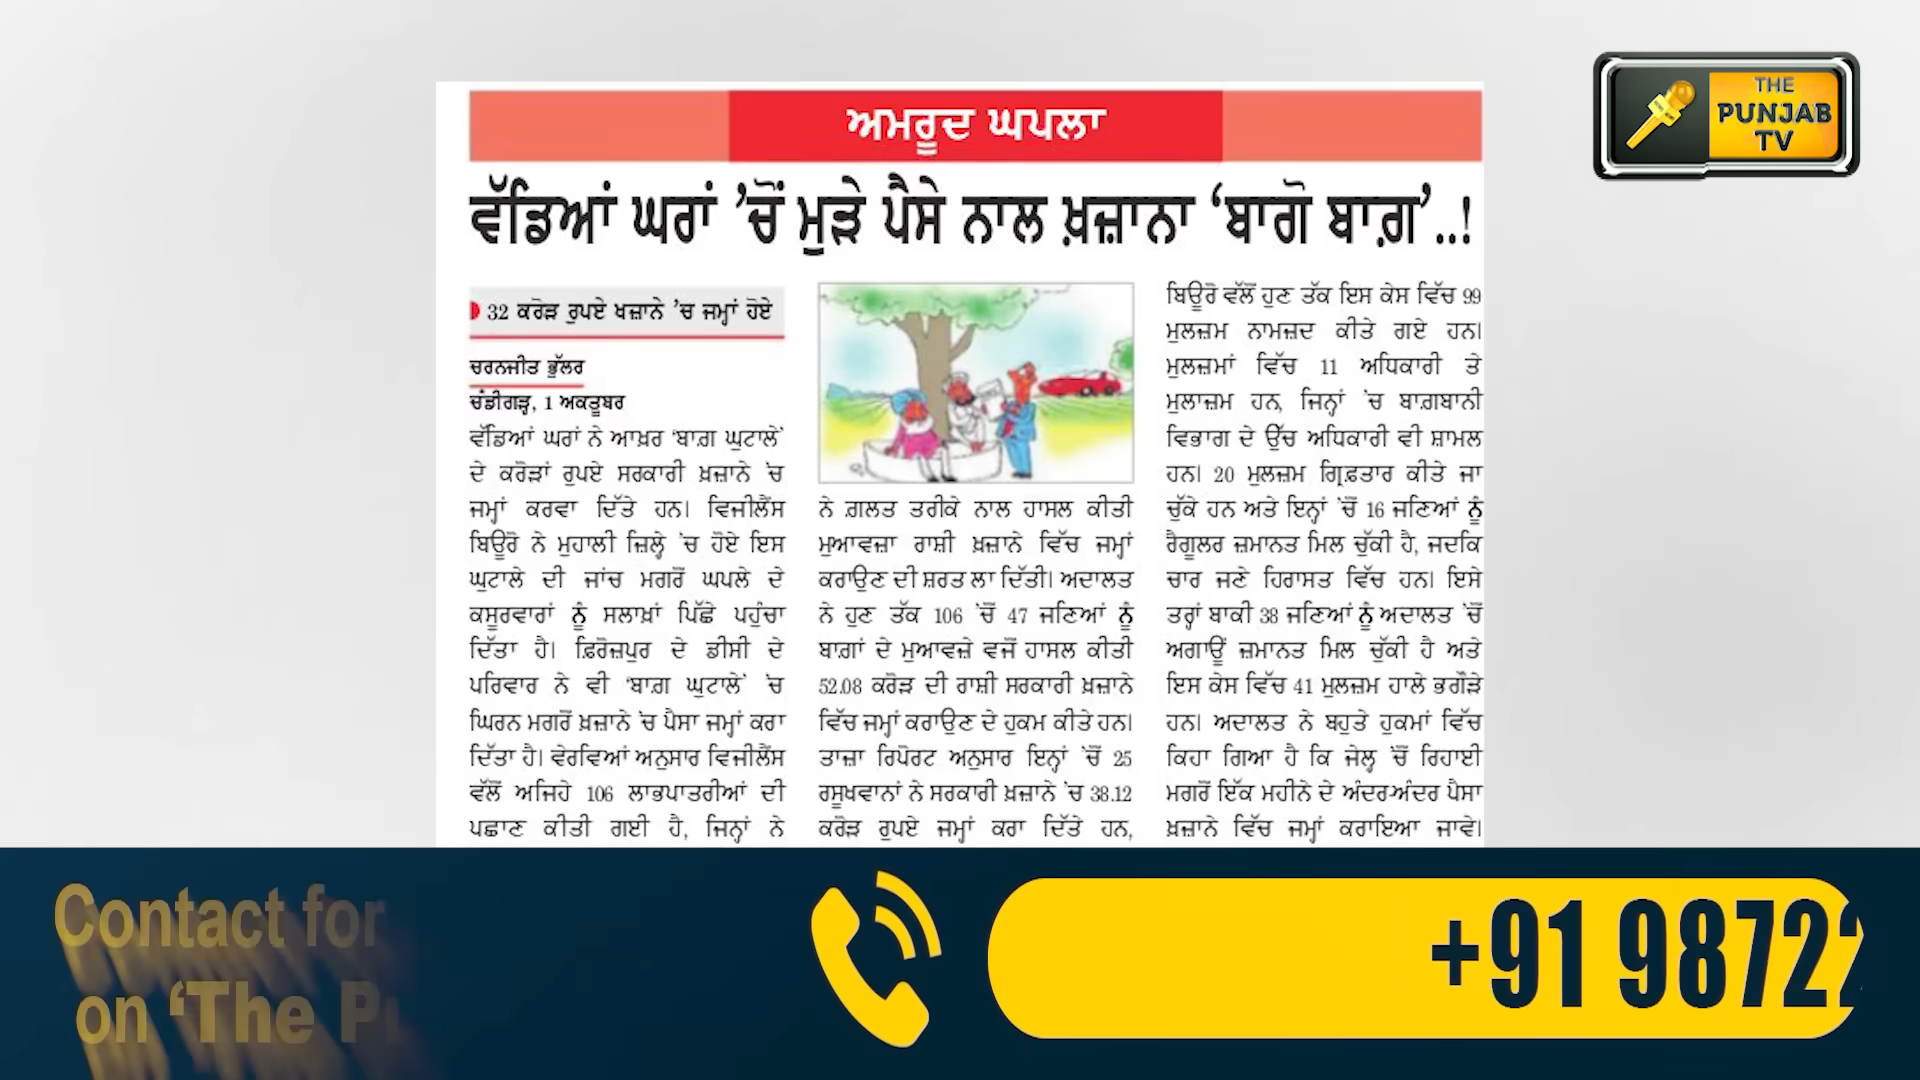 THE
PUNJAB
TV
ਅਮਰੂਦ ਘਪਲਾ
ਵੱਡਿਆਂ ਘਰਾਂ ’ਚੋਂ ਮੁੜੇ ਪੈਸੇ ਨਾਲ ਖ਼ਜ਼ਾਨਾ ‘ਬਾਗੋ ਬਾਗ਼’..!
32 ਕਰੋੜ ਰੁਪਏ ਖਜ਼ਾਨੇ ’ਚ ਜਮ੍ਹਾਂ ਹੋਏ
ਚਰਨਜੀਤ ਭੁੱਲਰ
ਚੰਡੀਗੜ੍ਹ, 1 ਅਕਤੂਬਰ
ਵੱਡਿਆਂ ਘਰਾਂ ਨੇ ਆਖ਼ਰ ‘ਬਾਗ਼ ਘੁਟਾਲੇ’
ਦੇ ਕਰੋੜਾਂ ਰੁਪਏ ਸਰਕਾਰੀ ਖ਼ਜ਼ਾਨੇ ’ਚ
ਜਮ੍ਹਾਂ ਕਰਵਾ ਦਿੱਤੇ ਹਨ। ਵਿਜੀਲੈਂਸ
ਬਿਊਰੋ ਨੇ ਮੁਹਾਲੀ ਜ਼ਿਲ੍ਹੇ ’ਚ ਹੋਏ ਇਸ
ਘੁਟਾਲੇ ਦੀ ਜਾਂਚ ਮਗਰੋਂ ਘਪਲੇ ਦੇ
ਕਸੂਰਵਾਰਾਂ ਨੂੰ ਸਲਾਖ਼ਾਂ ਪਿੱਛੇ ਪਹੁੰਚਾ
ਦਿੱਤਾ ਹੈ। ਫ਼ਿਰੋਜ਼ਪੁਰ ਦੇ ਡੀਸੀ ਦੇ
ਪਰਿਵਾਰ ਨੇ ਵੀ ‘ਬਾਗ਼ ਘੁਟਾਲੇ’ ’ਚ
ਘਿਰਨ ਮਗਰੋਂ ਖ਼ਜ਼ਾਨੇ ’ਚ ਪੈਸਾ ਜਮ੍ਹਾਂ ਕਰਾ
ਦਿੱਤਾ ਹੈ। ਵੇਰਵਿਆਂ ਅਨੁਸਾਰ ਵਿਜੀਲੈਂਸ
ਵੱਲੋਂ ਅਜਿਹੇ 106 ਲਾਭਪਾਤਰੀਆਂ ਦੀ
ਪਛਾਣ ਕੀਤੀ ਗਈ ਹੈ, ਜਿਨ੍ਹਾਂ ਨੇ
ਨੇ ਗ਼ਲਤ ਤਰੀਕੇ ਨਾਲ ਹਾਸਲ ਕੀਤੀ
ਮੁਆਵਜ਼ਾ ਰਾਸ਼ੀ ਖ਼ਜ਼ਾਨੇ ਵਿੱਚ ਜਮ੍ਹਾਂ
ਕਰਾਉਣ ਦੀ ਸ਼ਰਤ ਲਾ ਦਿੱਤੀ। ਅਦਾਲਤ
ਨੇ ਹੁਣ ਤੱਕ 106 ’ਚੋਂ 47 ਜਣਿਆਂ ਨੂੰ
ਬਾਗ਼ਾਂ ਦੇ ਮੁਆਵਜ਼ੇ ਵਜੋਂ ਹਾਸਲ ਕੀਤੀ
52.08 ਕਰੋੜ ਦੀ ਰਾਸ਼ੀ ਸਰਕਾਰੀ ਖ਼ਜ਼ਾਨੇ
ਵਿੱਚ ਜਮ੍ਹਾਂ ਕਰਾਉਣ ਦੇ ਹੁਕਮ ਕੀਤੇ ਹਨ।
ਤਾਜ਼ਾ ਰਿਪੋਰਟ ਅਨੁਸਾਰ ਇਨ੍ਹਾਂ ’ਚੋਂ 25
ਰਸੂਖਵਾਨਾਂ ਨੇ ਸਰਕਾਰੀ ਖ਼ਜ਼ਾਨੇ ’ਚ 38.12
ਕਰੋੜ ਰੁਪਏ ਜਮ੍ਹਾਂ ਕਰਾ ਦਿੱਤੇ ਹਨ,
ਬਿਊਰੋ ਵੱਲੋਂ ਹੁਣ ਤੱਕ ਇਸ ਕੇਸ ਵਿੱਚ 99
ਮੁਲਜ਼ਮ ਨਾਮਜ਼ਦ ਕੀਤੇ ਗਏ ਹਨ।
ਮੁਲਜ਼ਮਾਂ ਵਿੱਚ 11 ਅਧਿਕਾਰੀ ਤੇ
ਮੁਲਾਜ਼ਮ ਹਨ, ਜਿਨ੍ਹਾਂ ’ਚ ਬਾਗ਼ਬਾਨੀ
ਵਿਭਾਗ ਦੇ ਉੱਚ ਅਧਿਕਾਰੀ ਵੀ ਸ਼ਾਮਲ
ਹਨ। 20 ਮੁਲਜ਼ਮ ਗ੍ਰਿਫ਼ਤਾਰ ਕੀਤੇ ਜਾ
ਚੁੱਕੇ ਹਨ ਅਤੇ ਇਨ੍ਹਾਂ ’ਚੋਂ 16 ਜਣਿਆਂ ਨੂੰ
ਰੈਗੂਲਰ ਜ਼ਮਾਨਤ ਮਿਲ ਚੁੱਕੀ ਹੈ, ਜਦਕਿ
ਚਾਰ ਜਣੇ ਹਿਰਾਸਤ ਵਿੱਚ ਹਨ। ਇਸੇ
ਤਰ੍ਹਾਂ ਬਾਕੀ 38 ਜਣਿਆਂ ਨੂੰ ਅਦਾਲਤ ’ਚੋਂ
ਅਗਾਊਂ ਜ਼ਮਾਨਤ ਮਿਲ ਚੁੱਕੀ ਹੈ ਅਤੇ
ਇਸ ਕੇਸ ਵਿੱਚ 41 ਮੁਲਜ਼ਮ ਹਾਲੇ ਭਗੌੜੇ
ਹਨ। ਅਦਾਲਤ ਨੇ ਬਹੁਤੇ ਹੁਕਮਾਂ ਵਿੱਚ
ਕਿਹਾ ਗਿਆ ਹੈ ਕਿ ਜੇਲ੍ਹ ’ਚੋਂ ਰਿਹਾਈ
ਮਗਰੋਂ ਇੱਕ ਮਹੀਨੇ ਦੇ ਅੰਦਰ-ਅੰਦਰ ਪੈਸਾ
ਖ਼ਜ਼ਾਨੇ ਵਿੱਚ ਜਮ੍ਹਾਂ ਕਰਾਇਆ ਜਾਵੇ।
Contact for
on ‘The P
+91 9872